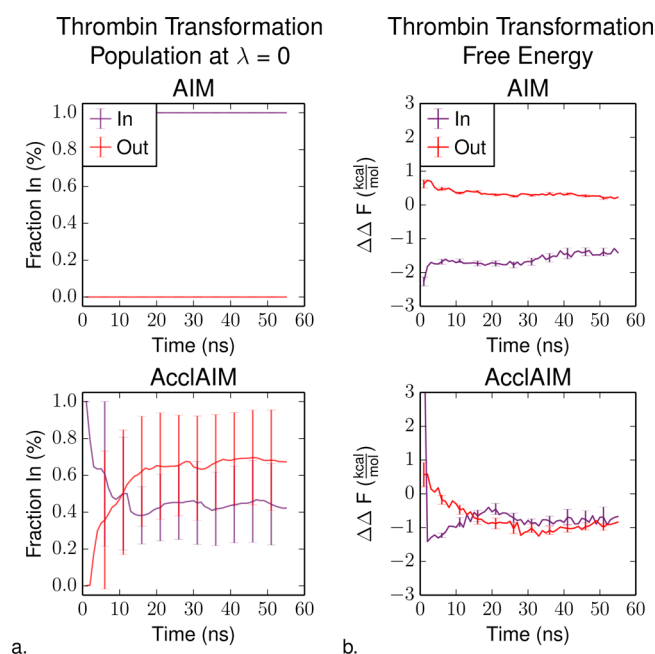 Thrombin Transformation
Population at λ = 0
AIM
In
Out
Fraction In (%)
1.0
0.8
0.6
0.4
0.2
0.0
0 10 20 30 40 50 60
Time (ns)
Thrombin Transformation
Free Energy
AIM
In
Out
ΔΔ F (kcal/mol)
3
2
1
0
−1
−2
−3
0 10 20 30 40 50 60
Time (ns)
AcclAIM
Fraction In (%)
1.0
0.8
0.6
0.4
0.2
0.0
0 10 20 30 40 50 60
Time (ns)
a.
AcclAIM
ΔΔ F (kcal/mol)
3
2
1
0
−1
−2
−3
0 10 20 30 40 50 60
Time (ns)
b.